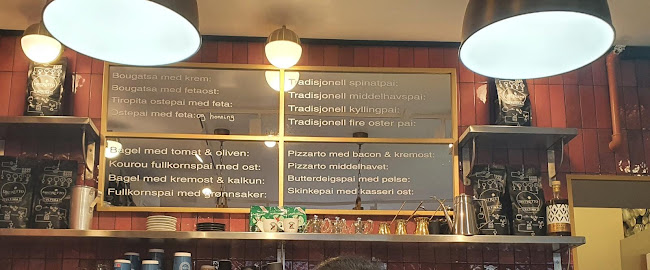 Bougatsa med krem:
Bougatsa med fetaost:
Tiropita ostepai med feta:
Ostepai med feta: og honning
Tradisjonell spinatpai:
Tradisjonell middelhavspai:
Tradisjonell kyllingpai:
Tradisjonell fire oster pai:
Bagel med tomat & oliven:
Kourou fullkornspai med ost:
Bagel med kremost & kalkun:
Fullkornspai med grønnsaker:
Pizzarto med bacon & kremost:
Pizzarto middelhavet:
Butterdeigspai med pølse:
Skinkepai med kasseri ost: